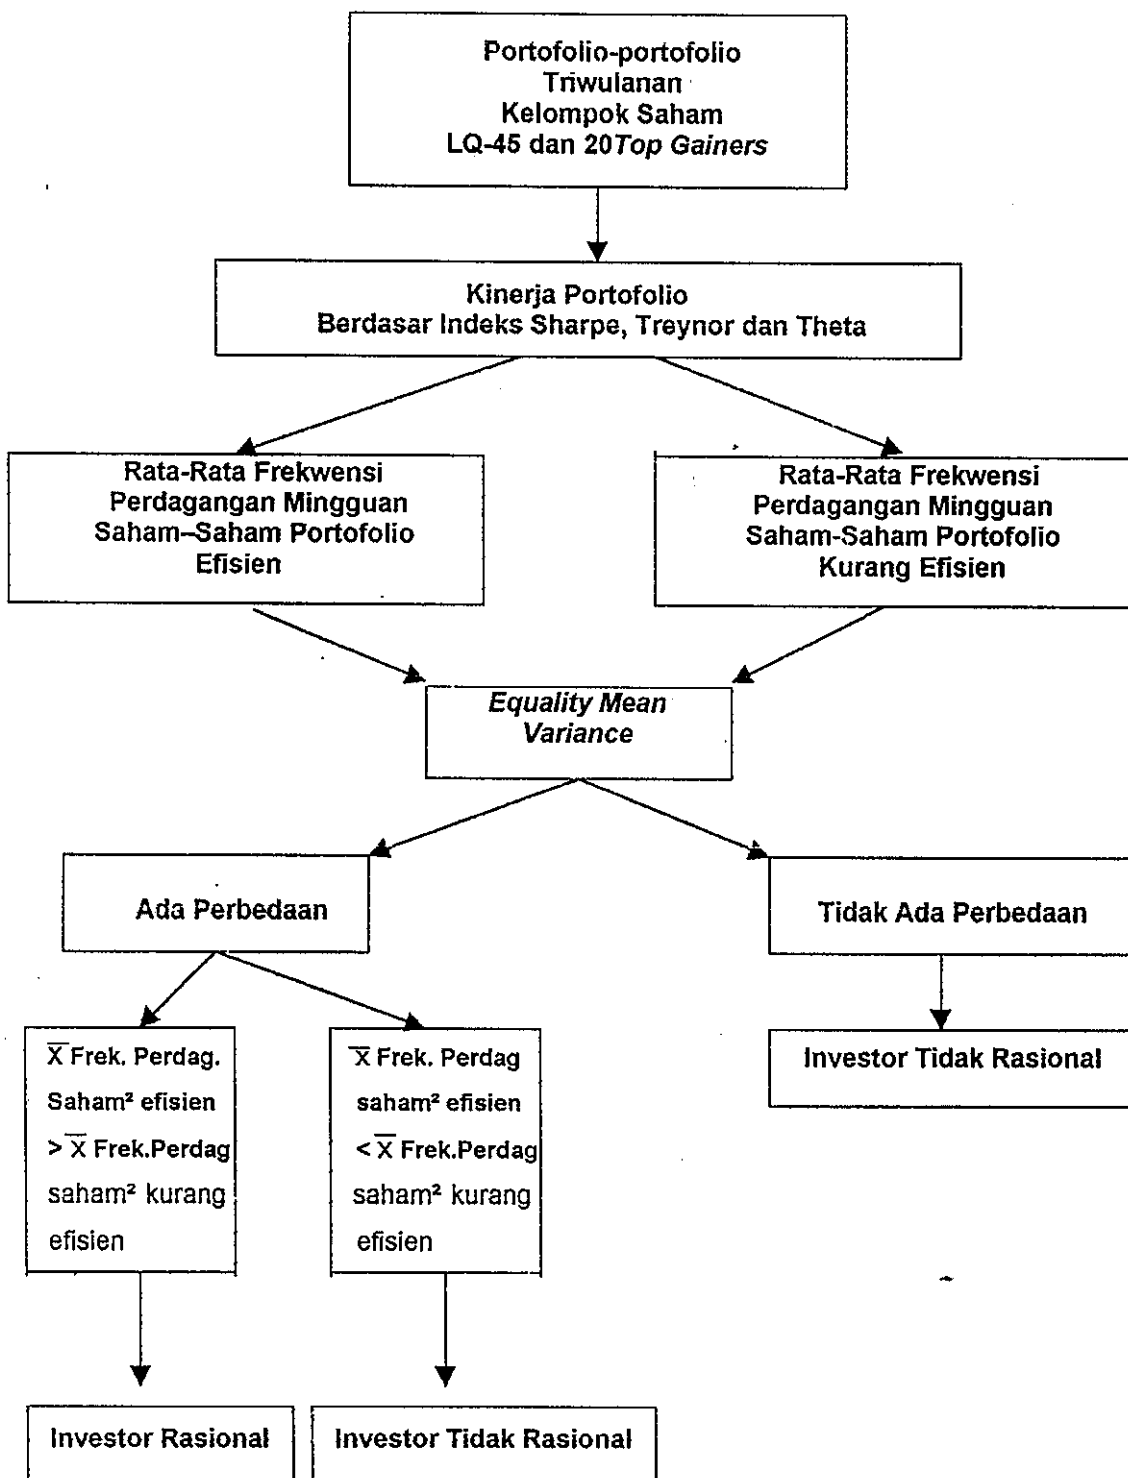 Portofolio-portofolio
Triwulanan
Kelompok Saham
LQ-45 dan 20Top Gainers
Kinerja Portofolio
Berdasar Indeks Sharpe, Treynor dan Theta
Rata-Rata Frekwensi
Perdagangan Mingguan
Saham–Saham Portofolio
Efisien
Rata-Rata Frekwensi
Perdagangan Mingguan
Saham-Saham Portofolio
Kurang Efisien
Equality Mean
Variance
Ada Perbedaan
Tidak Ada Perbedaan
X̅ Frek. Perdag.
Saham² efisien
> X̅ Frek.Perdag
saham² kurang
efisien
X̅ Frek. Perdag
saham² efisien
< X̅ Frek.Perdag
saham² kurang
efisien
Investor Tidak Rasional
Investor Rasional
Investor Tidak Rasional